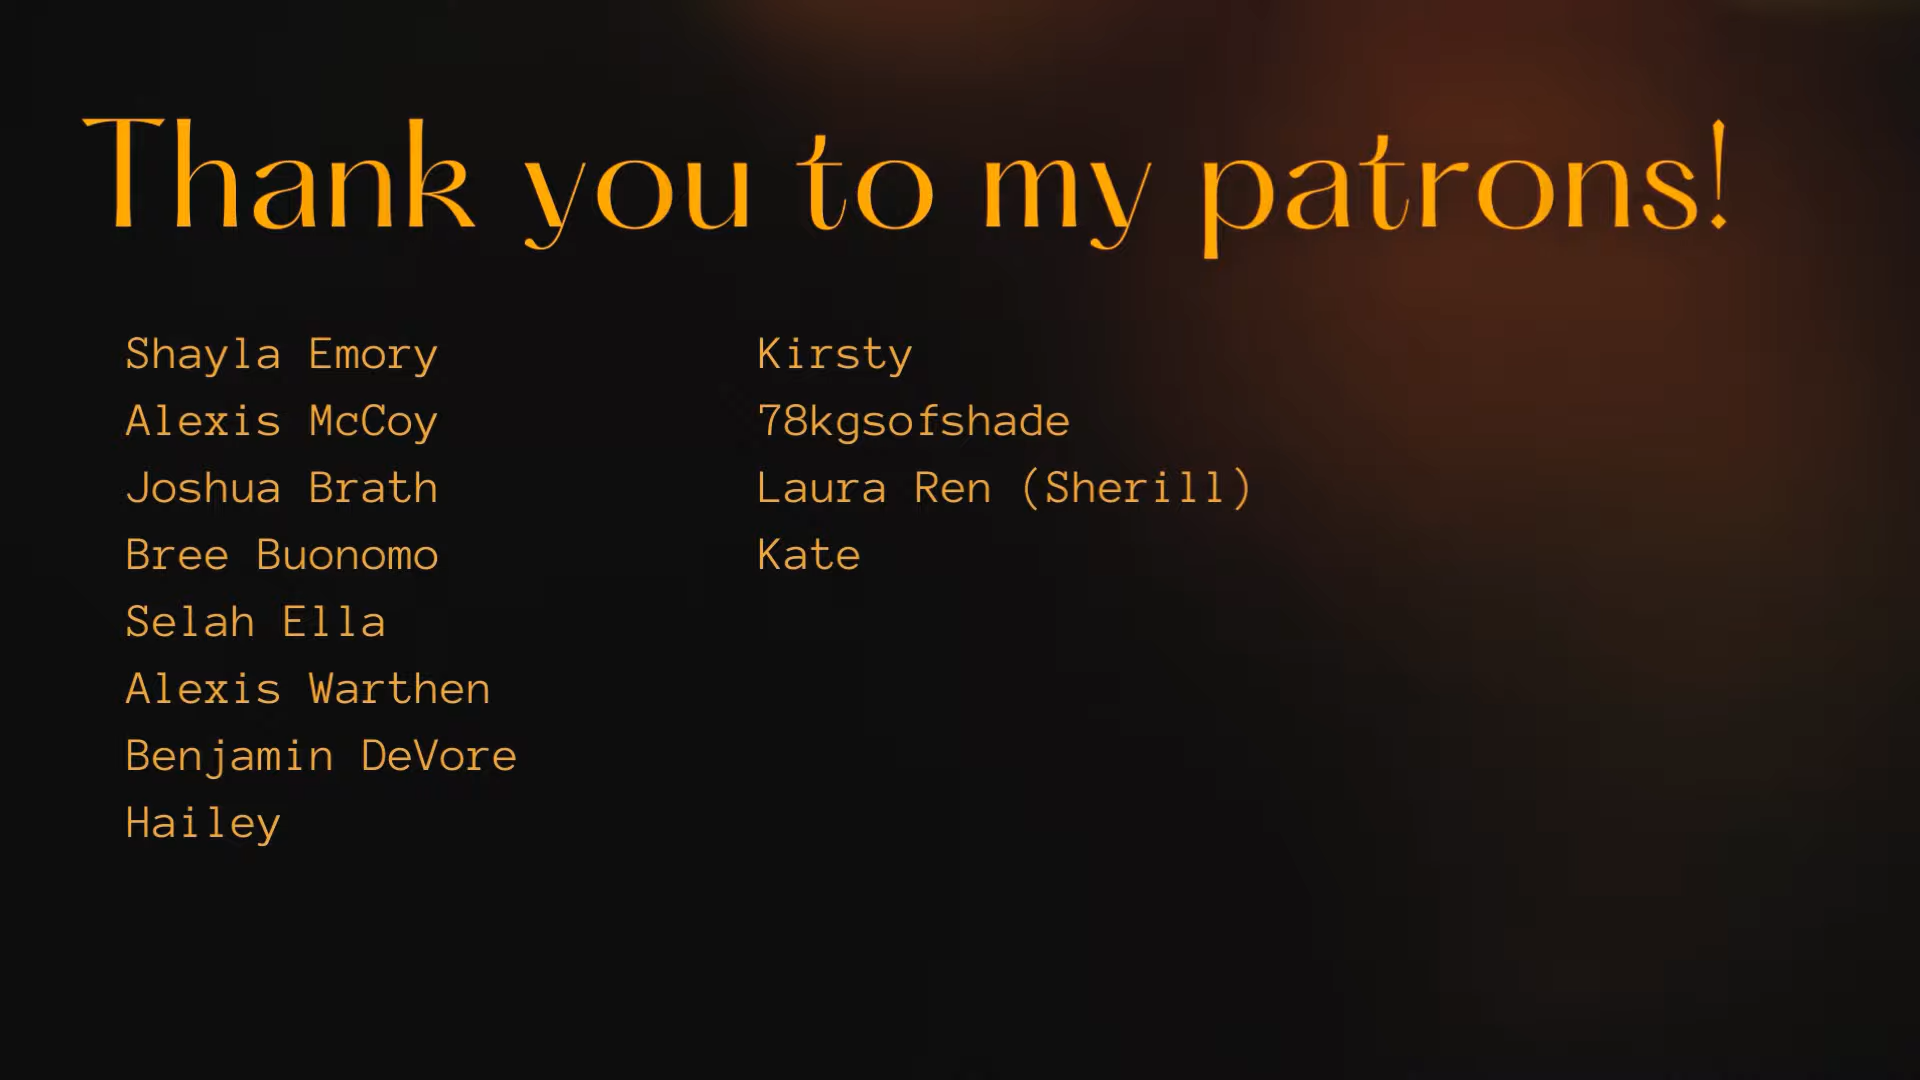 Thank you to my patrons!
Shayla Emory
Alexis McCoy
Joshua Brath
Bree Buonomo
Selah Ella
Alexis Warthen
Benjamin DeVore
Hailey
Kirsty
78kgsofshade
Laura Ren (Sherill)
Kate